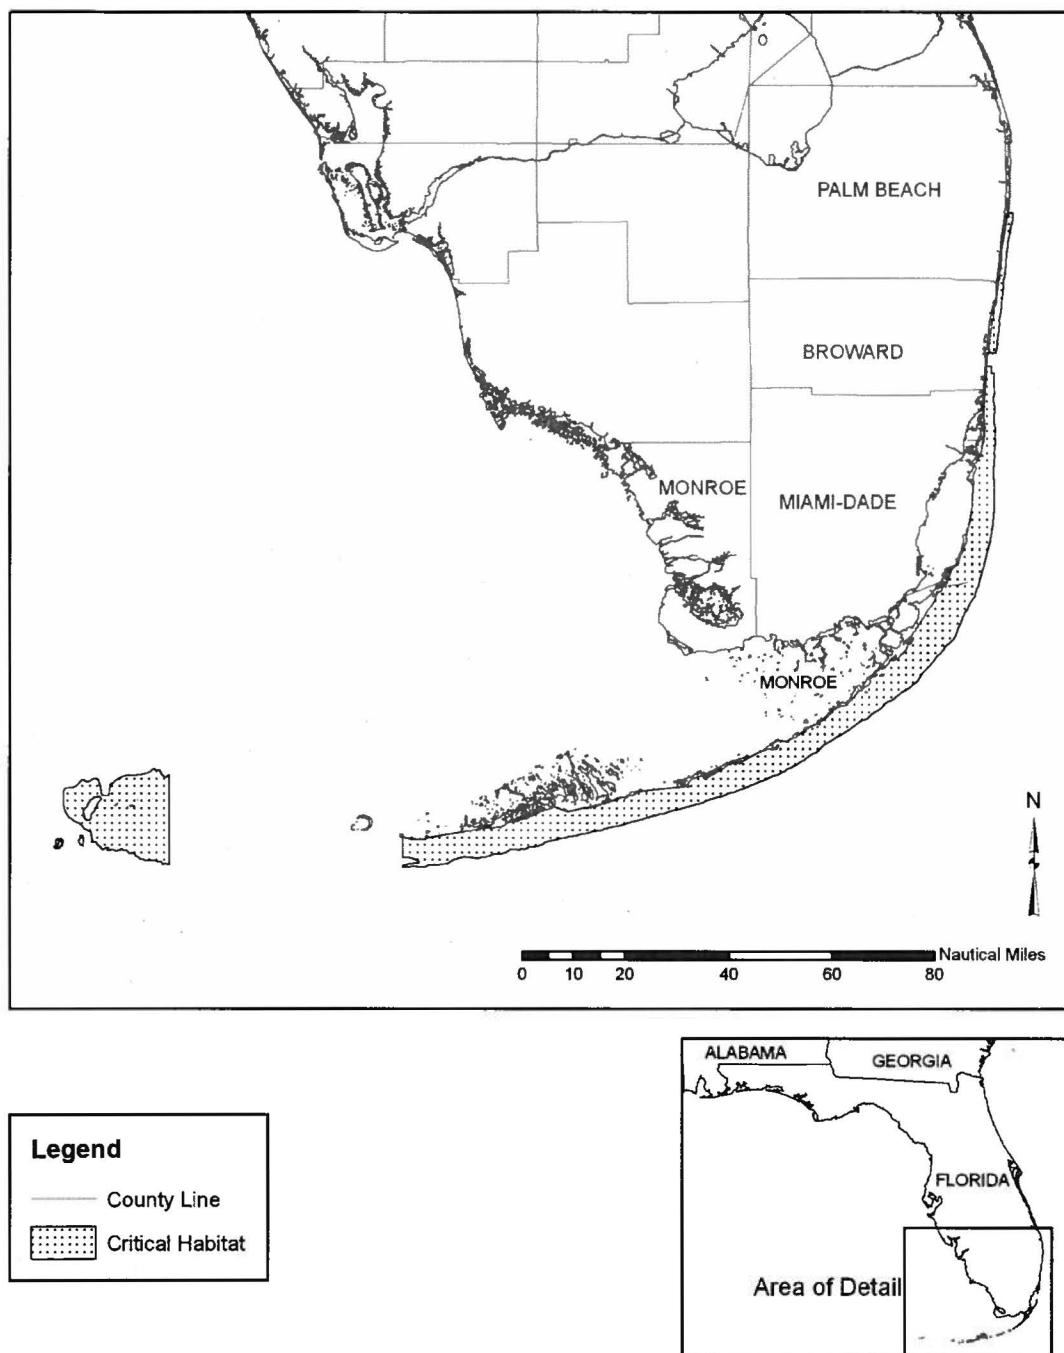 PALM BEACH
BROWARD
MONROE
MIAMI-DADE
MONROE
N
Nautical Miles
0 10 20 40 60 80
ALABAMA
GEORGIA
FLORIDA
Area of Detail
Legend
County Line
Critical Habitat